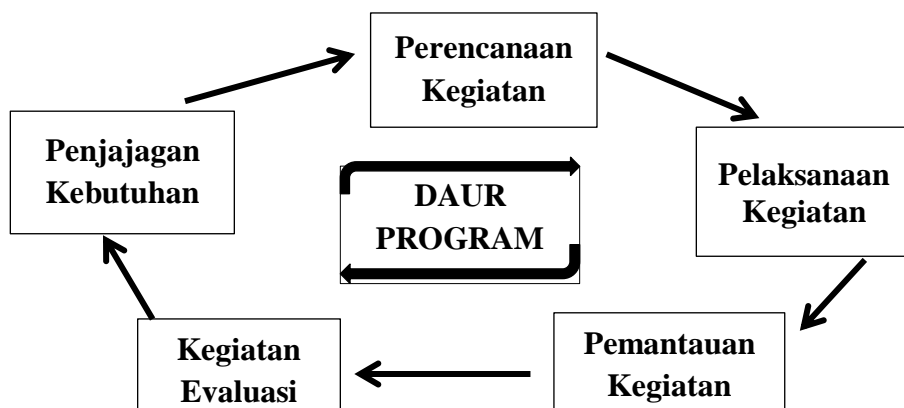 Perencanaan
Kegiatan
Penjajagan
Kebutuhan
Pelaksanaan
Kegiatan
DAUR
PROGRAM
Kegiatan
Evaluasi
Pemantauan
Kegiatan